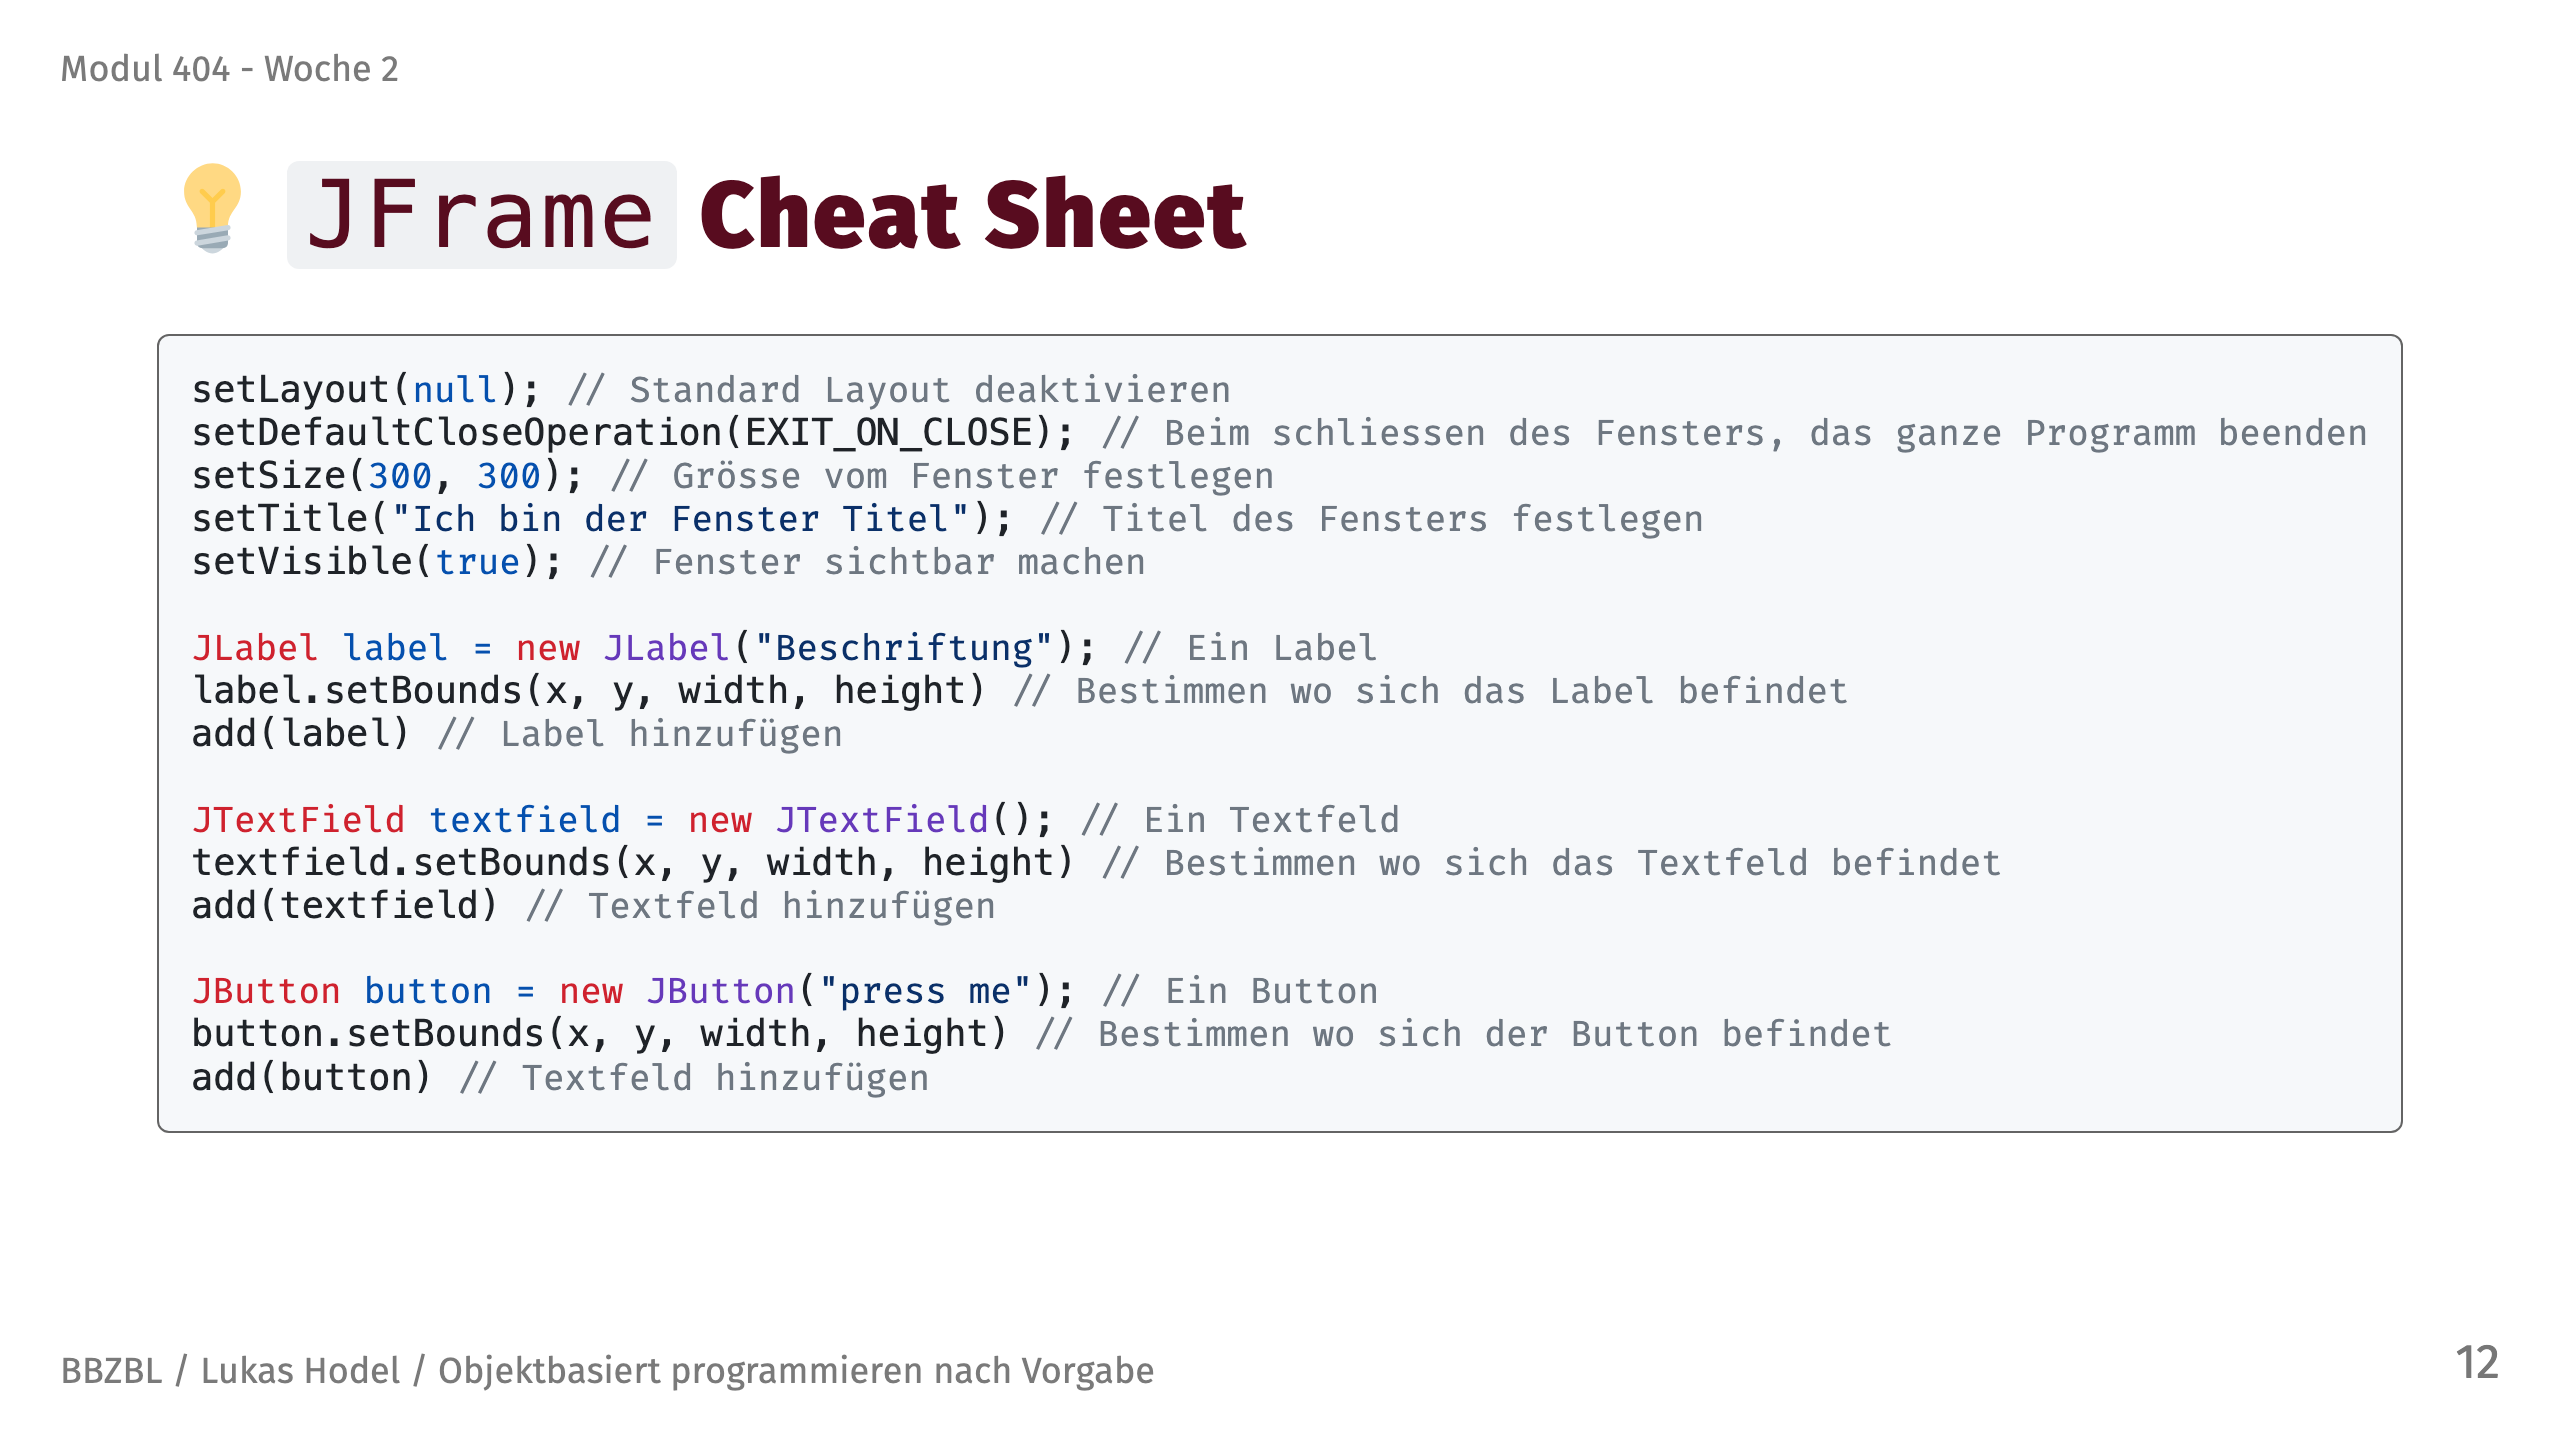 Modul 404 - Woche 2
JFrame Cheat Sheet
setLayout(null); // Standard Layout deaktivieren
setDefaultCloseOperation(EXIT_ON_CLOSE); // Beim schliessen des Fensters, das ganze Programm beenden
setSize(300, 300); // Grösse vom Fenster festlegen
setTitle("Ich bin der Fenster Titel"); // Titel des Fensters festlegen
setVisible(true); // Fenster sichtbar machen
JLabel label = new JLabel("Beschriftung"); // Ein Label
label.setBounds(x, y, width, height) // Bestimmen wo sich das Label befindet
add(label) // Label hinzufügen
JTextField textfield = new JTextField(); // Ein Textfeld
textfield.setBounds(x, y, width, height) // Bestimmen wo sich das Textfeld befindet
add(textfield) // Textfeld hinzufügen
JButton button = new JButton("press me"); // Ein Button
button.setBounds(x, y, width, height) // Bestimmen wo sich der Button befindet
add(button) // Textfeld hinzufügen
BBZBL / Lukas Hodel / Objektbasiert programmieren nach Vorgabe
12